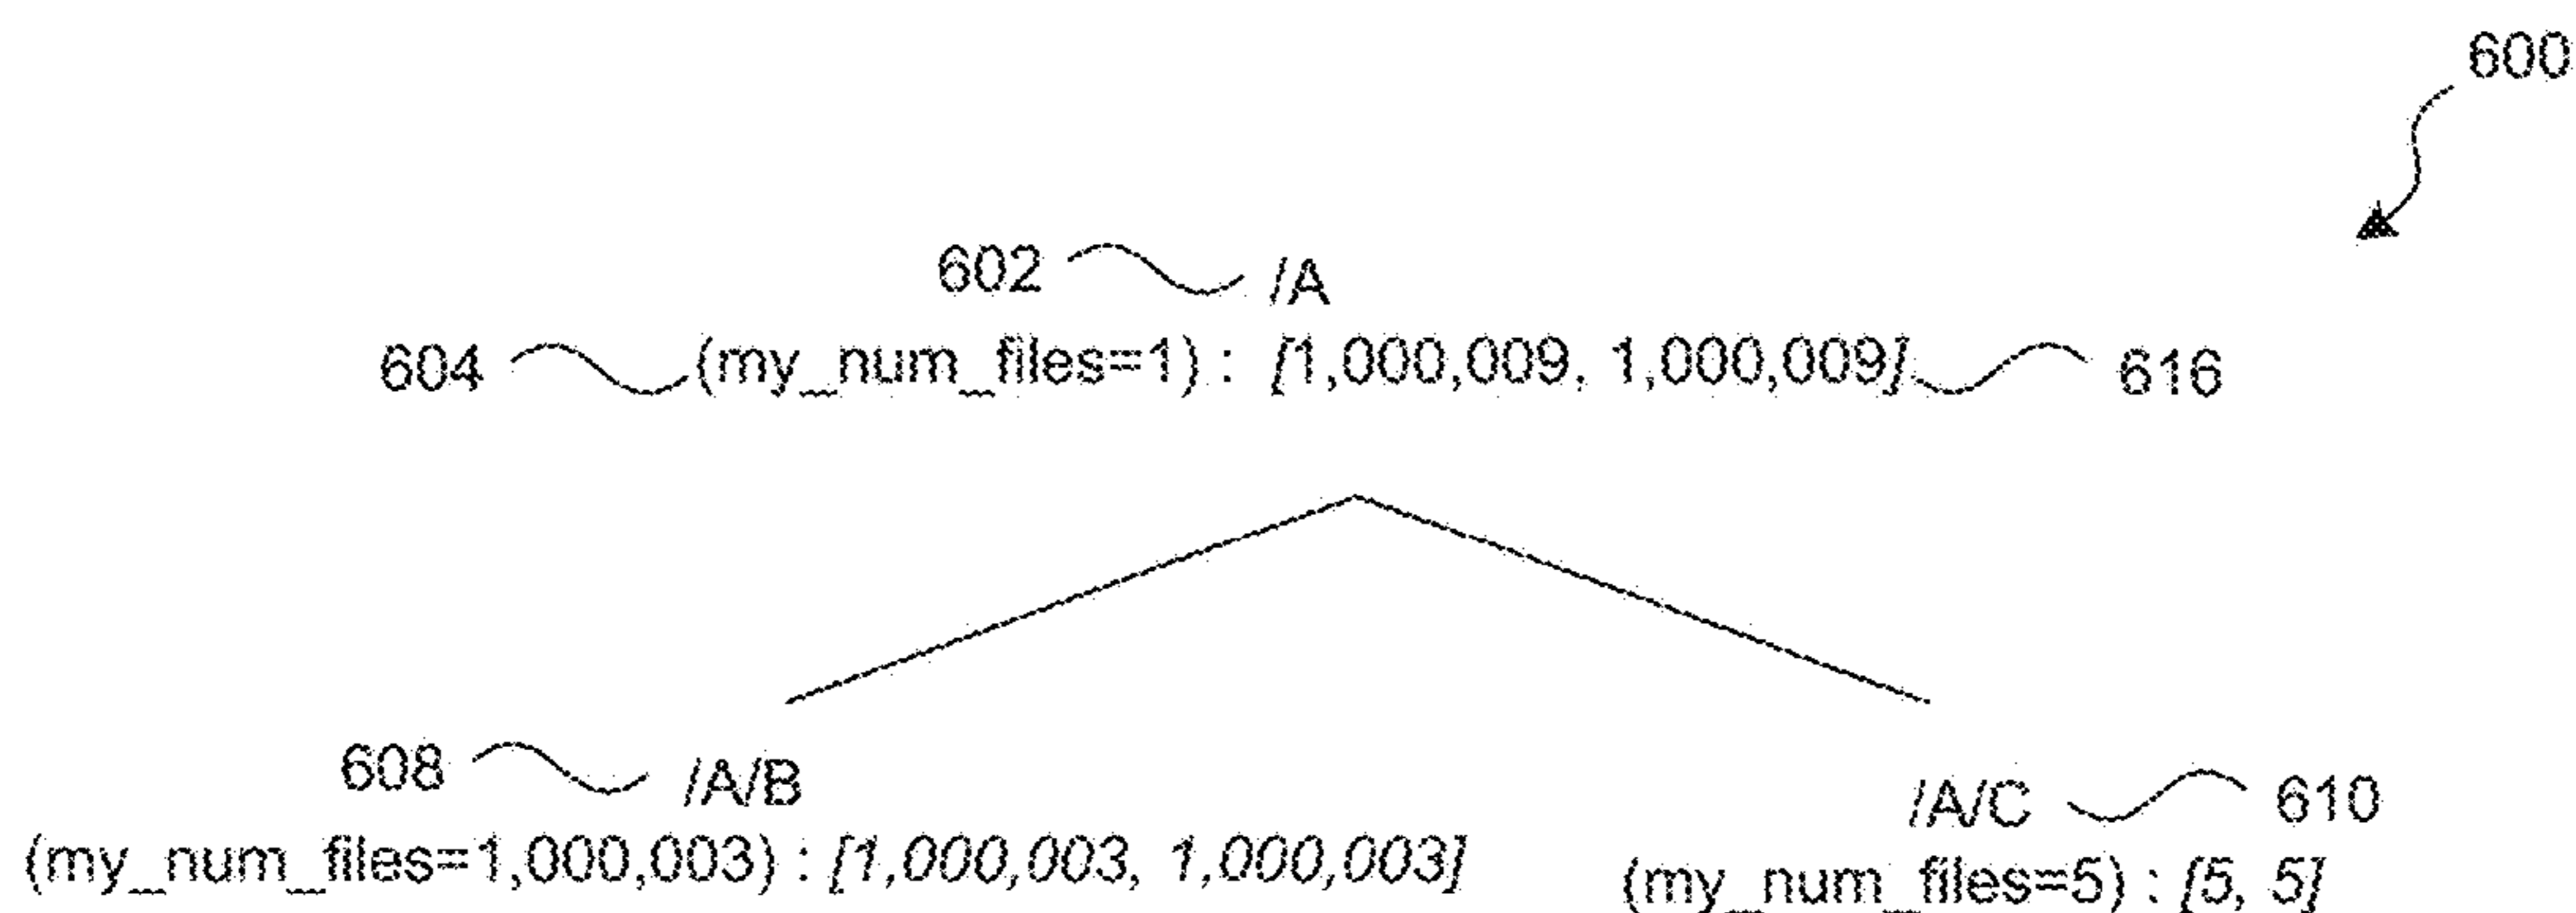 600
602 /A
604 (my_num_files=1) : [1,000,009, 1,000,009] 616
608 /A/B
/A/C 610
(my_num_files=1,000,003) : [1,000,003, 1,000,003]
(my_num_files=5) : [5, 5]